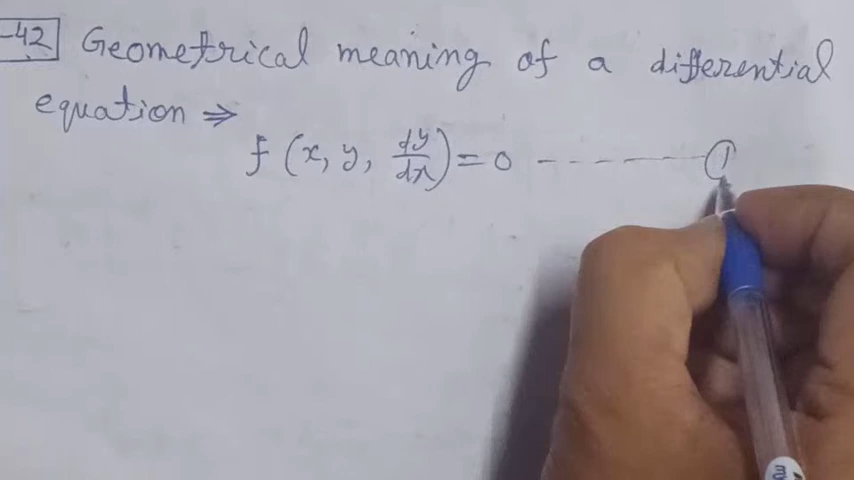 -42 Geometrical meaning of a differential
equation ⇒
f (x, y, dy/dx) = 0 ------ ①